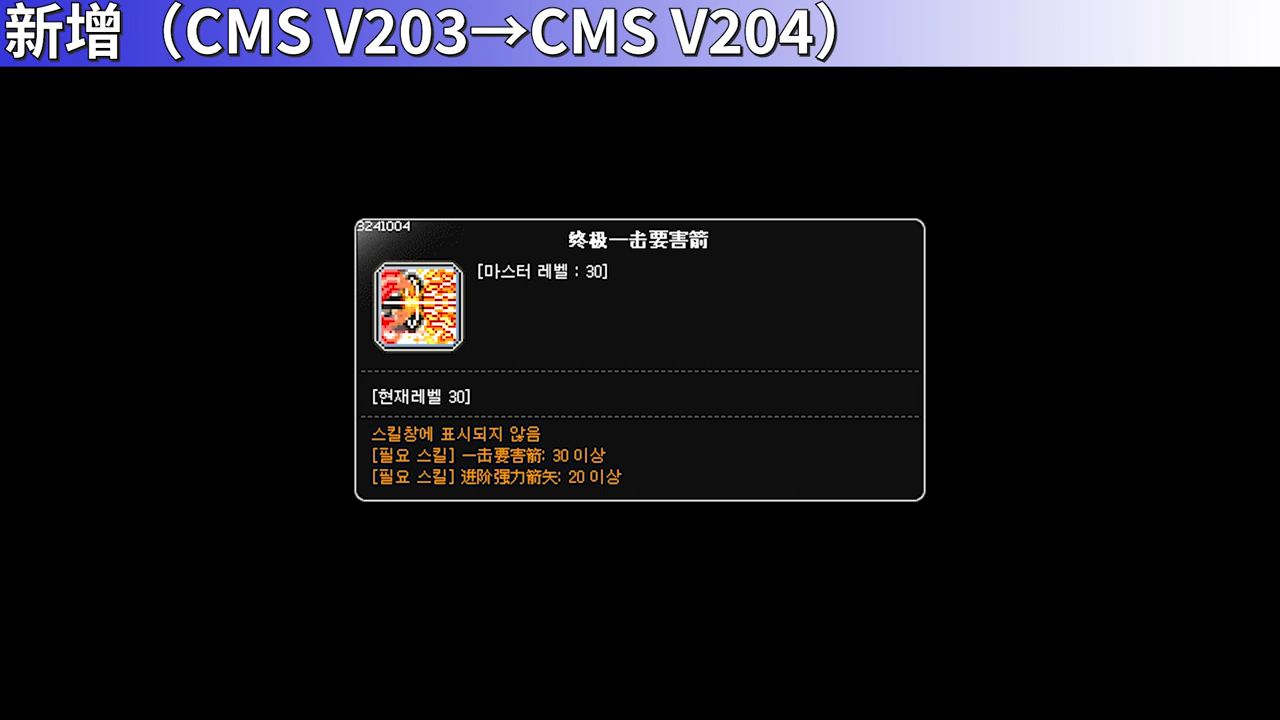 新增（CMS V203→CMS V204）
3241004
终极一击要害箭
[마스터 레벨 : 30]
[현재레벨 30]
스킬창에 표시되지 않음
[필요 스킬] 一击要害箭: 30 이상
[필요 스킬] 进阶强力箭矢: 20 이상